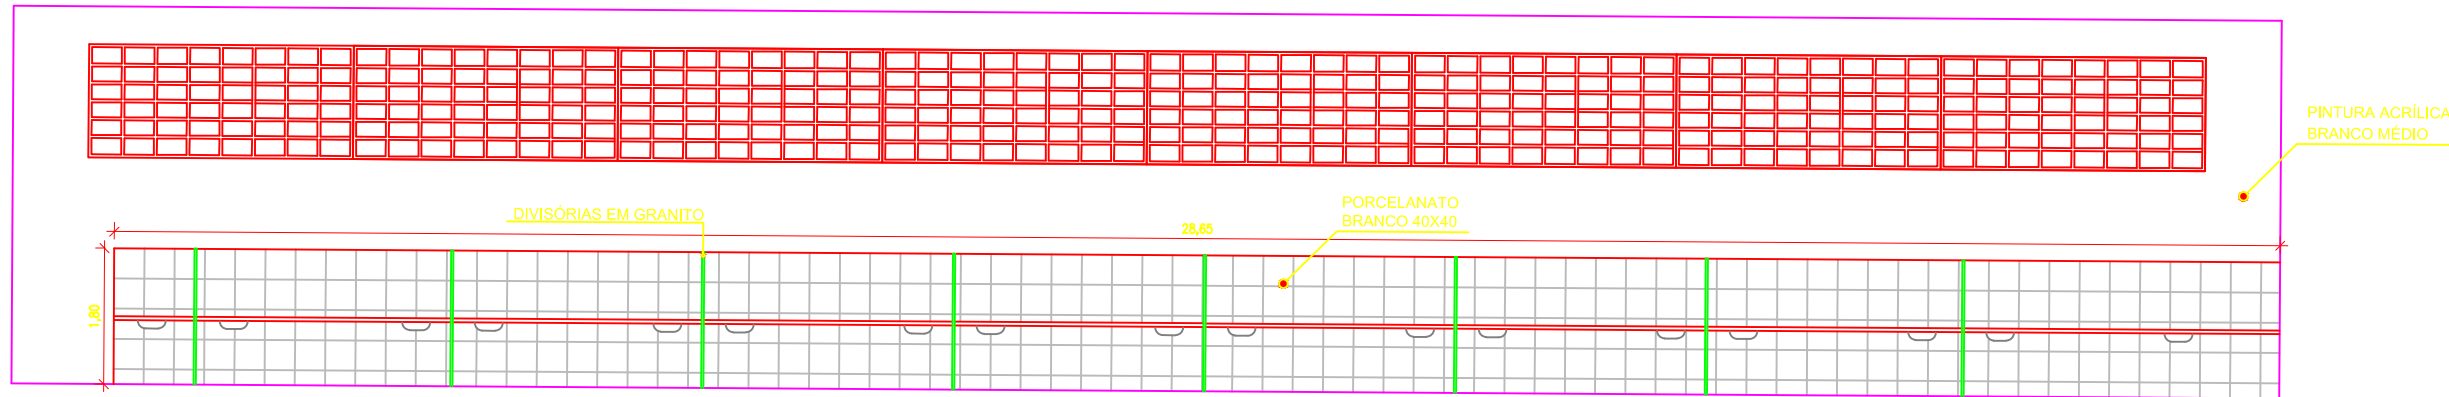 PINTURA ACRÍLICA
BRANCO MÉDIO
DIVISÓRIAS EM GRANITO
PORCELANATO
BRANCO 40X40
28,65
1,80